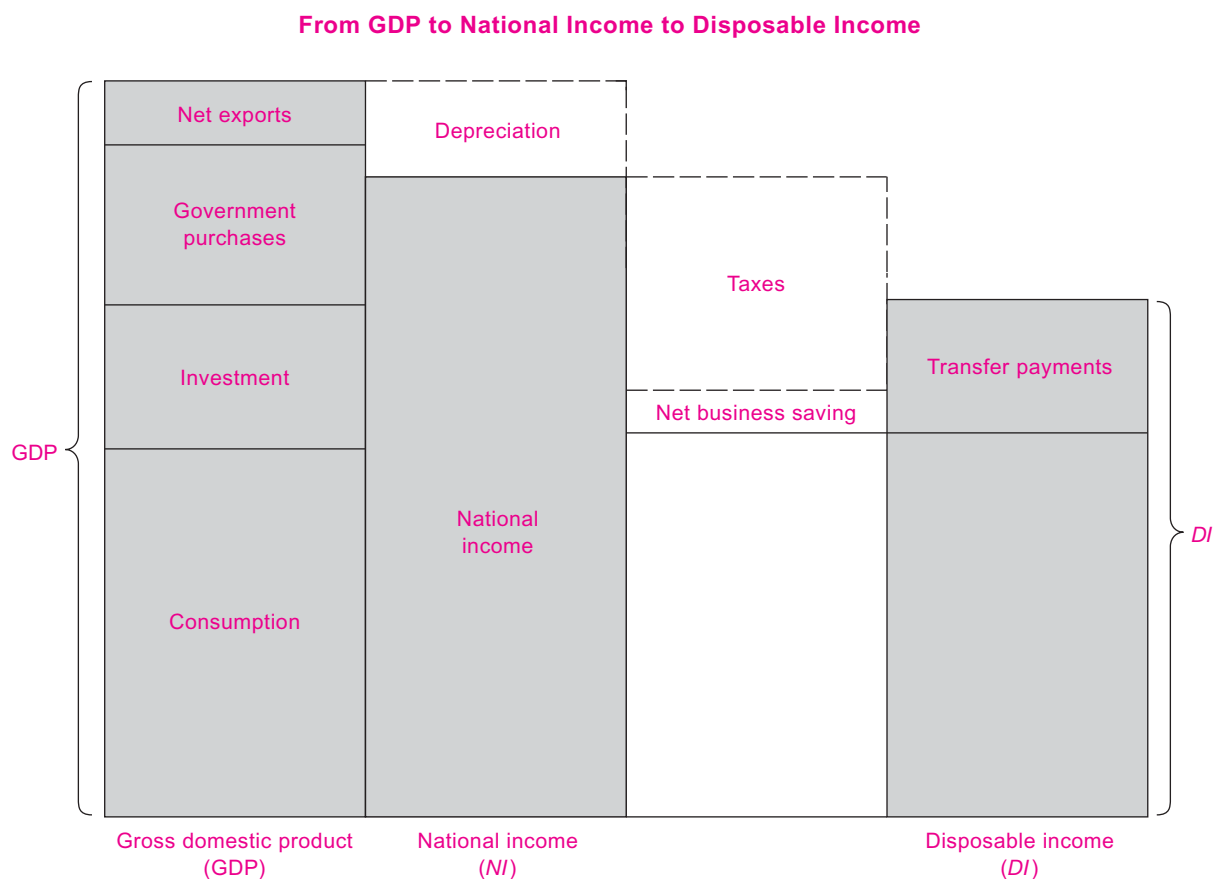 From GDP to National Income to Disposable Income
Net exports
Depreciation
Government
purchases
Taxes
Investment
Transfer payments
Net business saving
GDP
National
income
DI
Consumption
Gross domestic product
(GDP)
National income
(NI)
Disposable income
(DI)